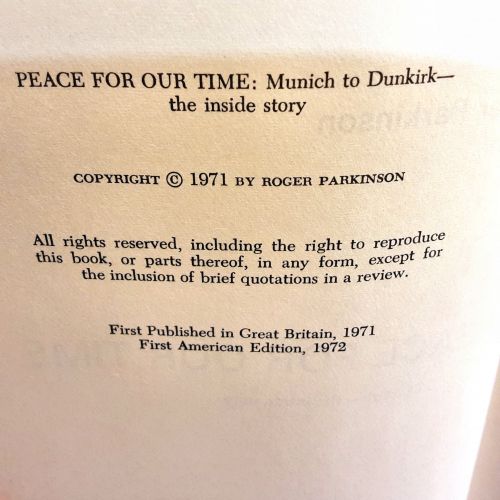 PEACE FOR OUR TIME: Munich to Dunkirk—
the inside story
COPYRIGHT © 1971 BY ROGER PARKINSON
All rights reserved, including the right to reproduce
this book, or parts thereof, in any form, except for
the inclusion of brief quotations in a review.
First Published in Great Britain, 1971
First American Edition, 1972